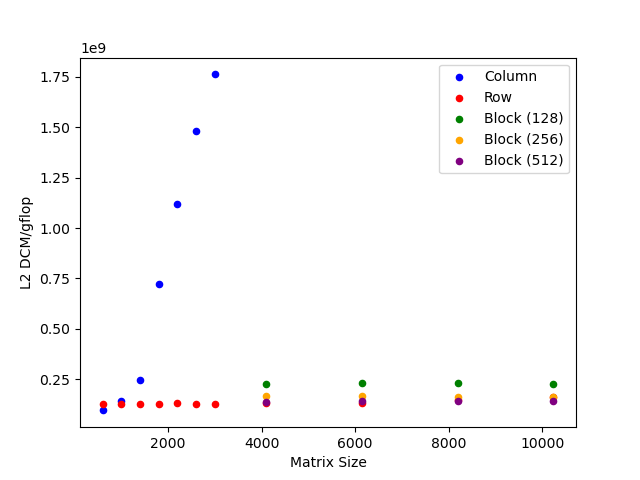 1e9
1.75
1.50
1.25
1.00
0.75
0.50
0.25
L2 DCM/gflop
2000
4000
6000
8000
10000
Matrix Size
Column
Row
Block (128)
Block (256)
Block (512)